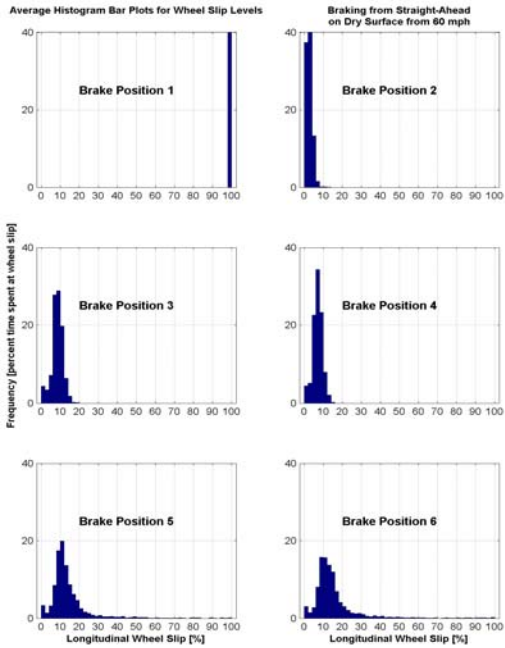 Average Histogram Bar Plots for Wheel Slip Levels
Braking from Straight-Ahead
on Dry Surface from 60 mph
Frequency [percent time spent at wheel slip]
Brake Position 1
40
20
0
0 10 20 30 40 50 60 70 80 90 100
Brake Position 2
40
20
0
0 10 20 30 40 50 60 70 80 90 100
Brake Position 3
40
20
0
0 10 20 30 40 50 60 70 80 90 100
Brake Position 4
40
20
0
0 10 20 30 40 50 60 70 80 90 100
Brake Position 5
40
20
0
0 10 20 30 40 50 60 70 80 90 100
Longitudinal Wheel Slip [%]
Brake Position 6
40
20
0
0 10 20 30 40 50 60 70 80 90 100
Longitudinal Wheel Slip [%]